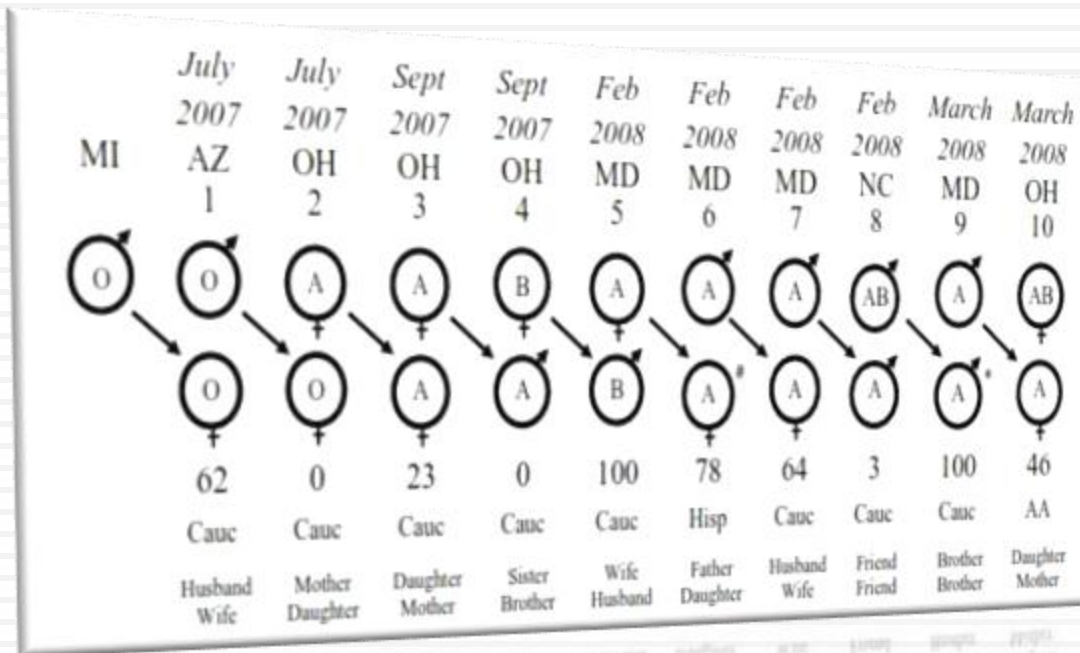 July July Sept Sept Feb Feb Feb Feb March March
2007 2007 2007 2007 2008 2008 2008 2008 2008 2008
MI AZ OH OH OH MD MD MD NC MD OH
1 2 3 4 5 6 7 8 9 10
O O A A B A A A AB A AB
O O A A B A # A A A * A
62 0 23 0 100 78 64 3 100 46
Cauc Cauc Cauc Cauc Cauc Hisp Cauc Cauc Cauc AA
Husband Mother Daughter Sister Wife Father Husband Friend Brother Daughter
Wife Daughter Mother Brother Husband Daughter Wife Friend Brother Mother